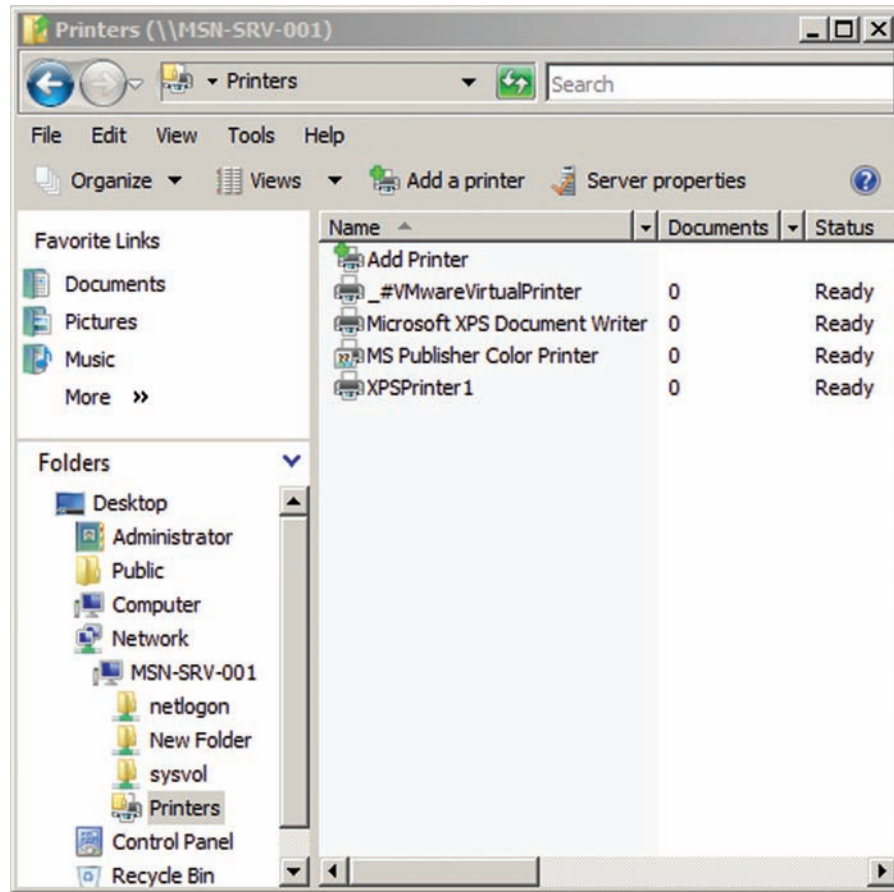 Printers (\\MSN-SRV-001)
Printers
Search
File Edit View Tools Help
Organize Views Add a printer Server properties
Favorite Links
Documents
Pictures
Music
More »
Folders
Desktop
Administrator
Public
Computer
Network
MSN-SRV-001
netlogon
New Folder
sysvol
Printers
Control Panel
Recycle Bin
Name Documents Status
Add Printer
_#VMwareVirtualPrinter 0 Ready
Microsoft XPS Document Writer 0 Ready
MS Publisher Color Printer 0 Ready
XPSPrinter1 0 Ready